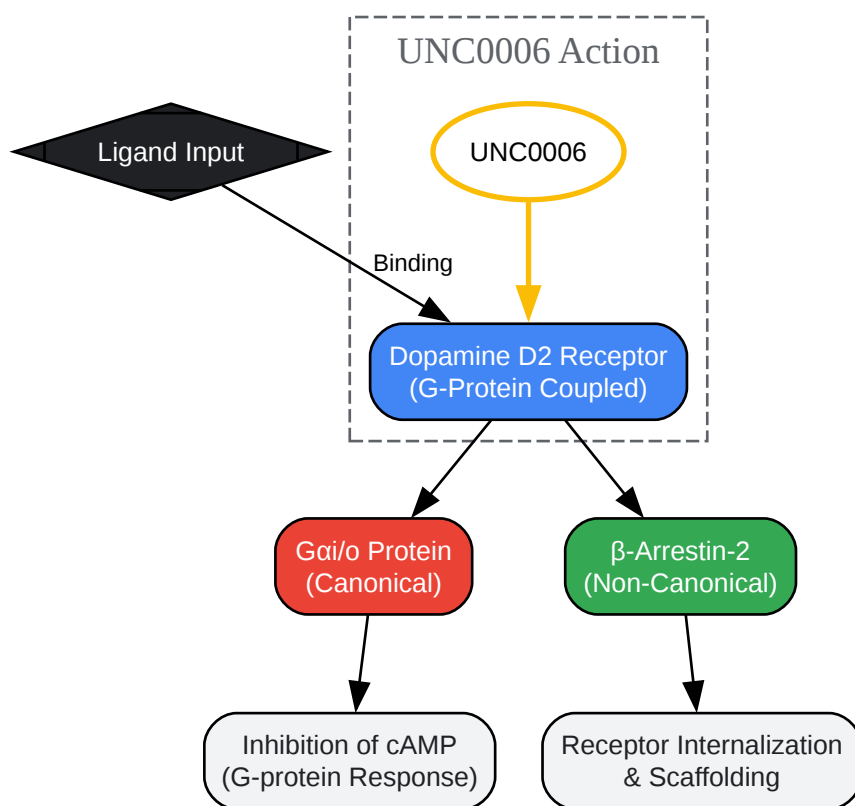 UNC0006 Action
Ligand Input
UNC0006
Binding
Dopamine D2 Receptor
(G-Protein Coupled)
Gαi/o Protein
(Canonical)
β-Arrestin-2
(Non-Canonical)
Inhibition of cAMP
(G-protein Response)
Receptor Internalization
& Scaffolding